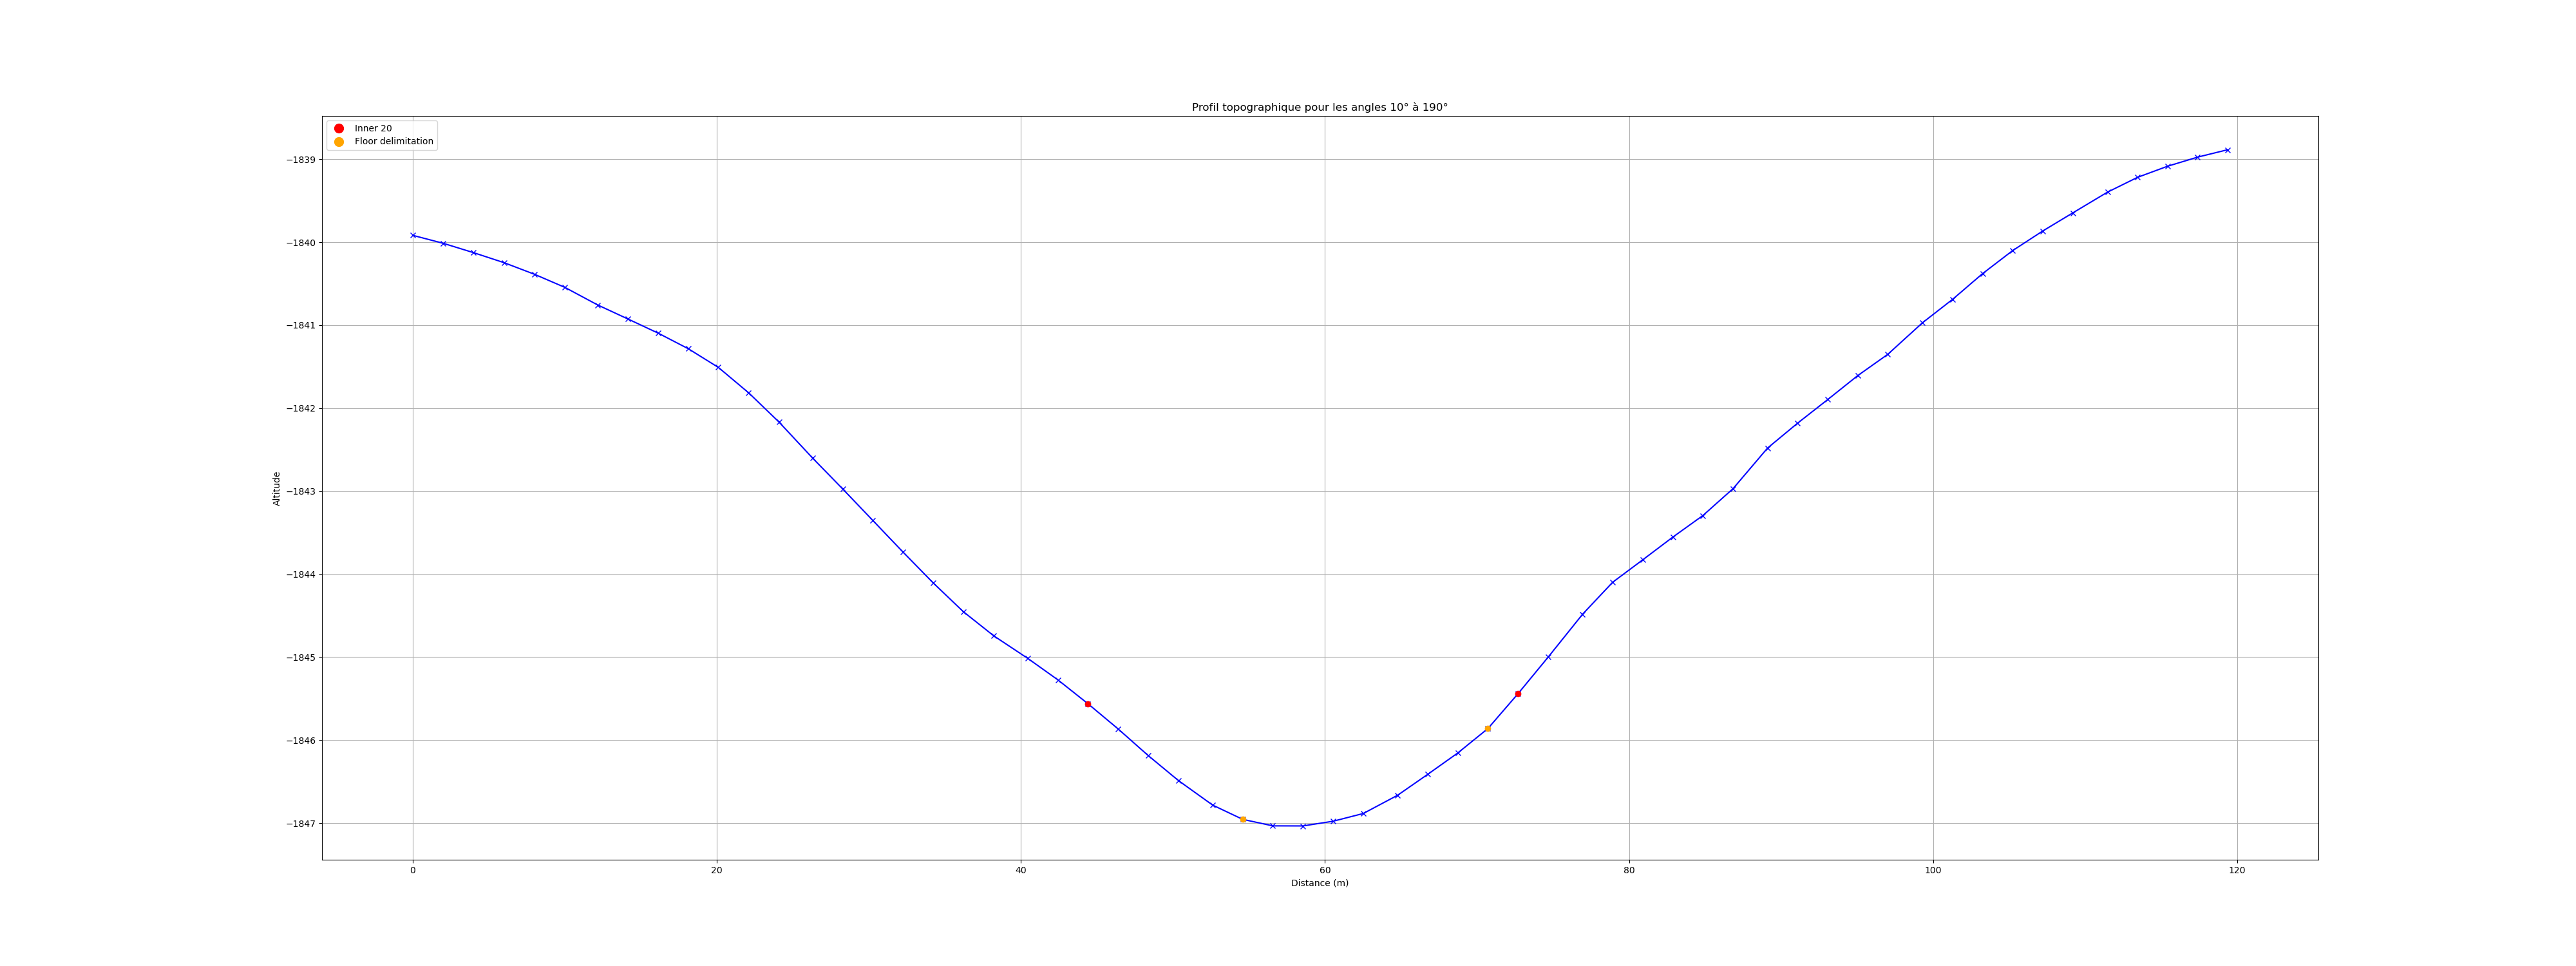 Profil topographique pour les angles 10° à 190°
Inner 20
Floor delimitation
−1839
−1840
−1841
−1842
−1843
−1844
−1845
−1846
−1847
Altitude
0 20 40 60 80 100 120
Distance (m)